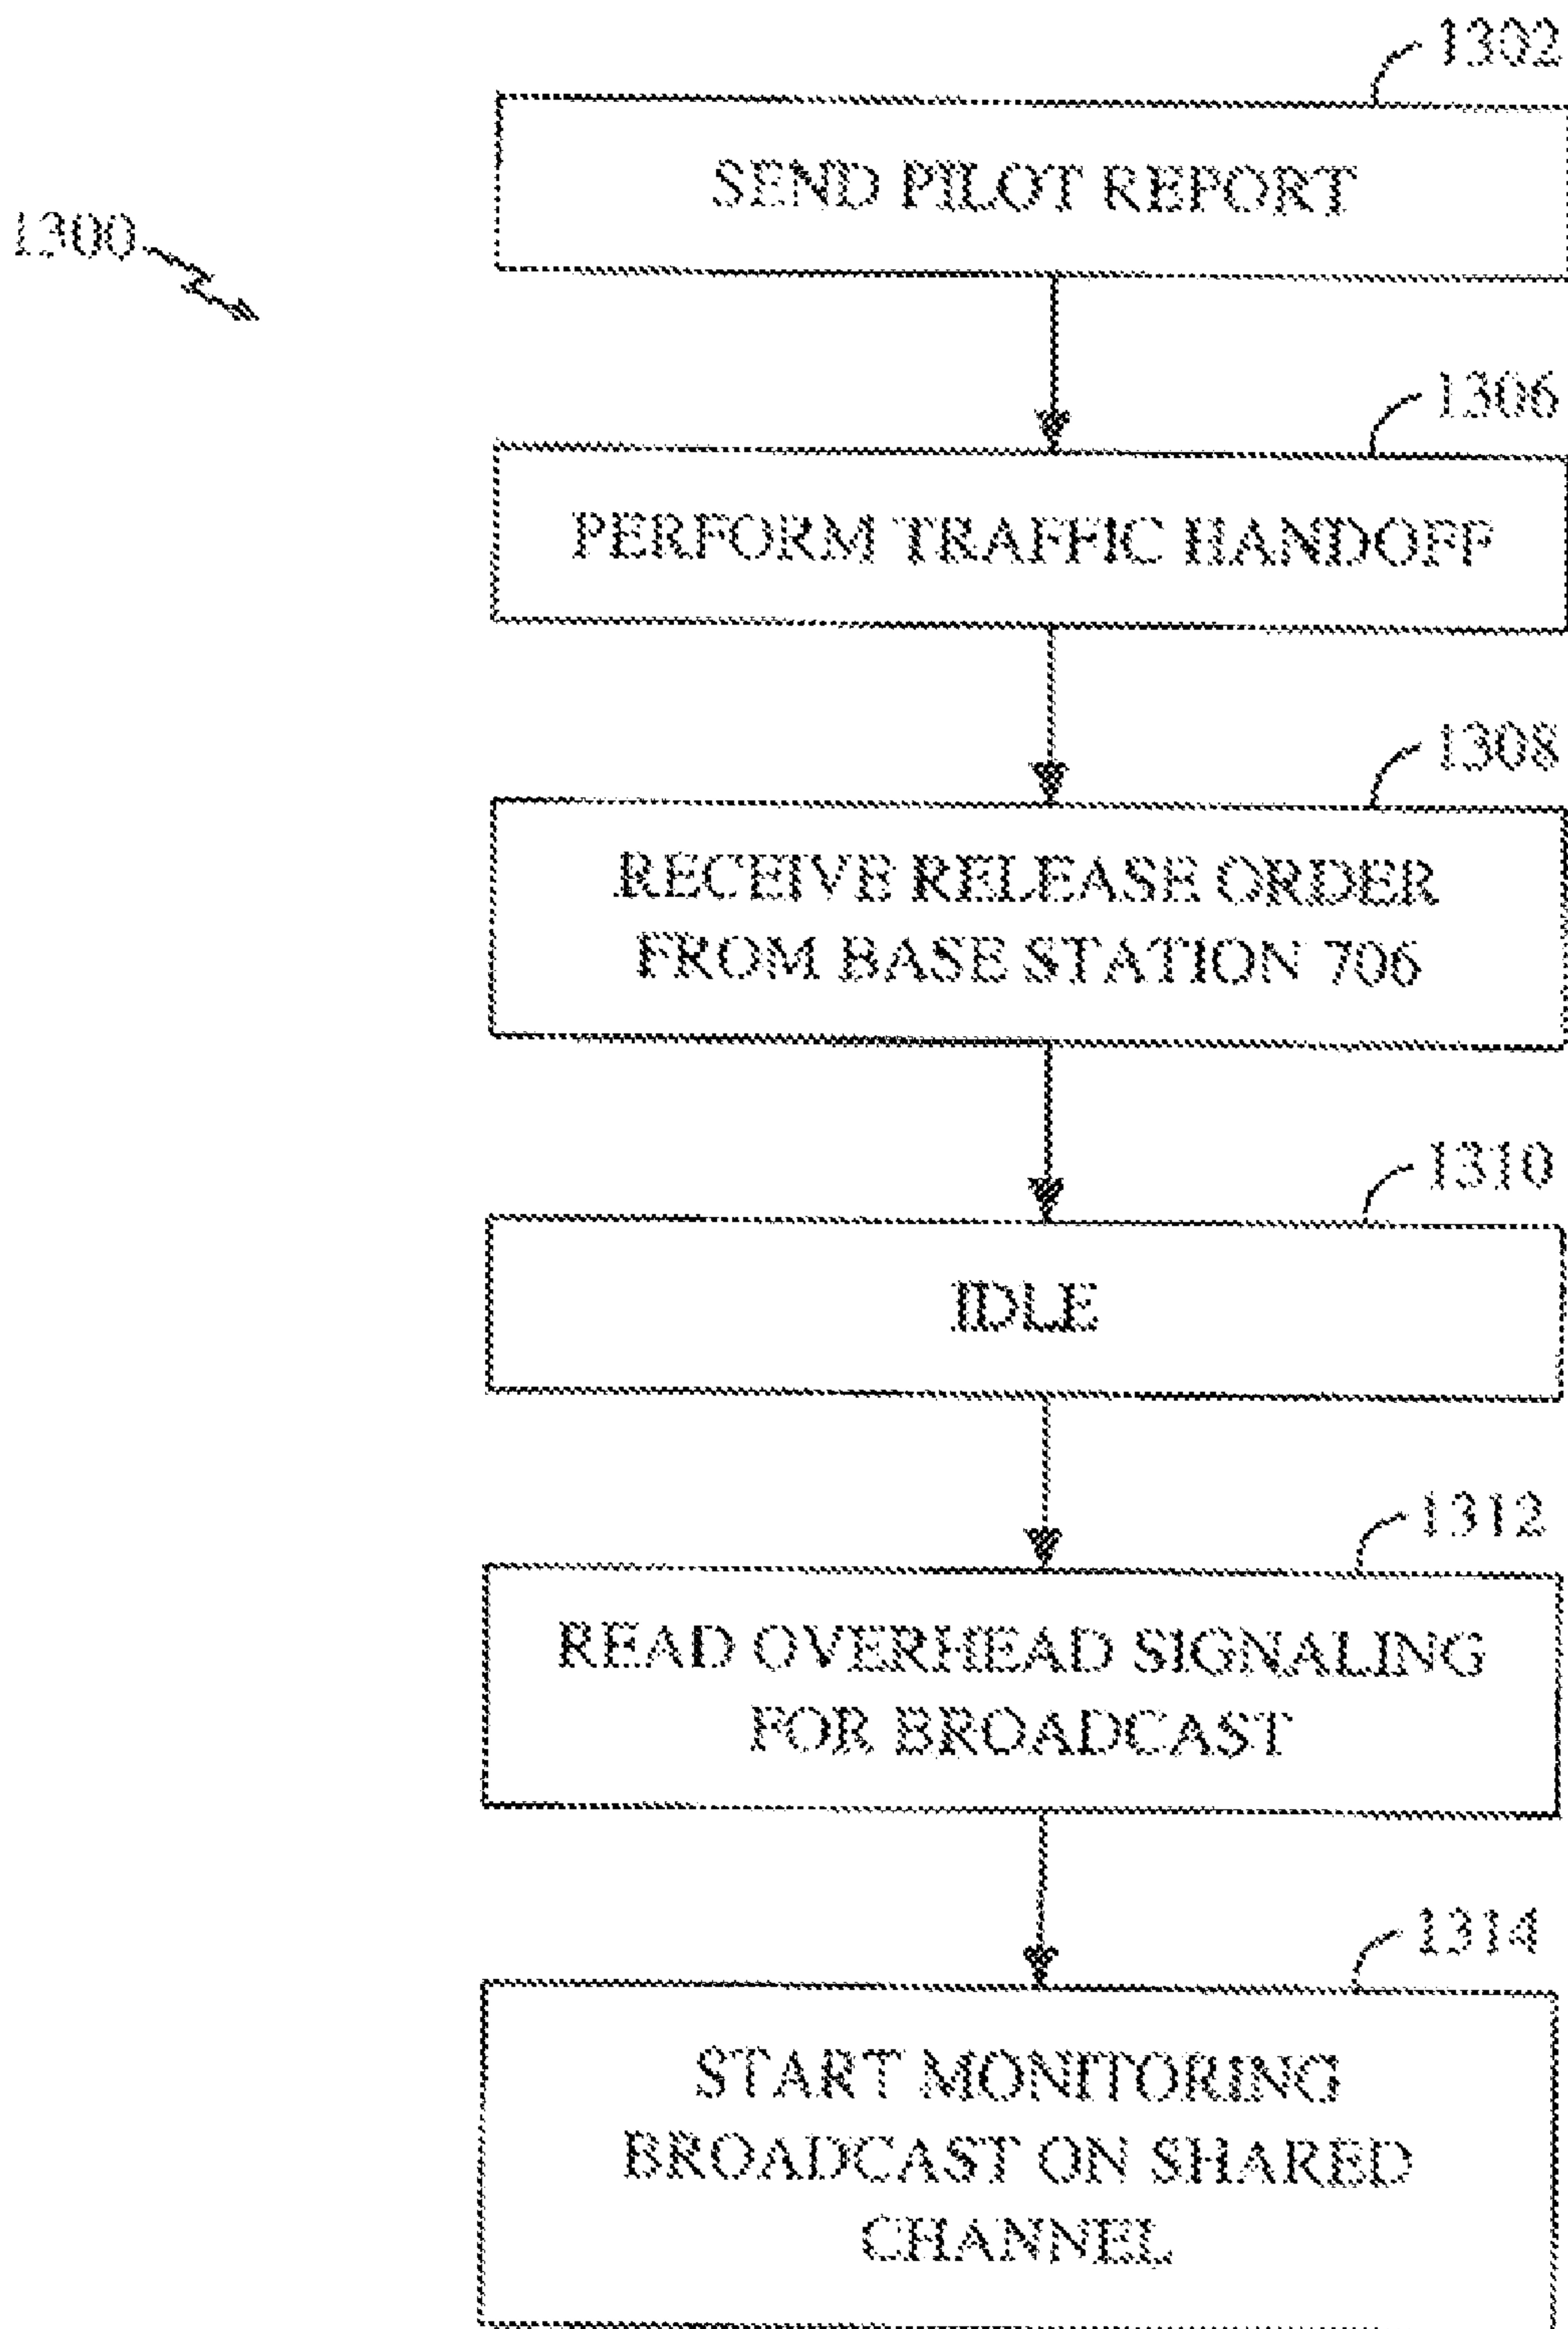 1302
SEND PILOT REPORT
1300
1306
PERFORM TRAFFIC HANDOFF
1308
RECEIVE RELEASE ORDER
FROM BASE STATION 706
1310
IDLE
1312
READ OVERHEAD SIGNALING
FOR BROADCAST
1314
START MONITORING
BROADCAST ON SHARED
CHANNEL